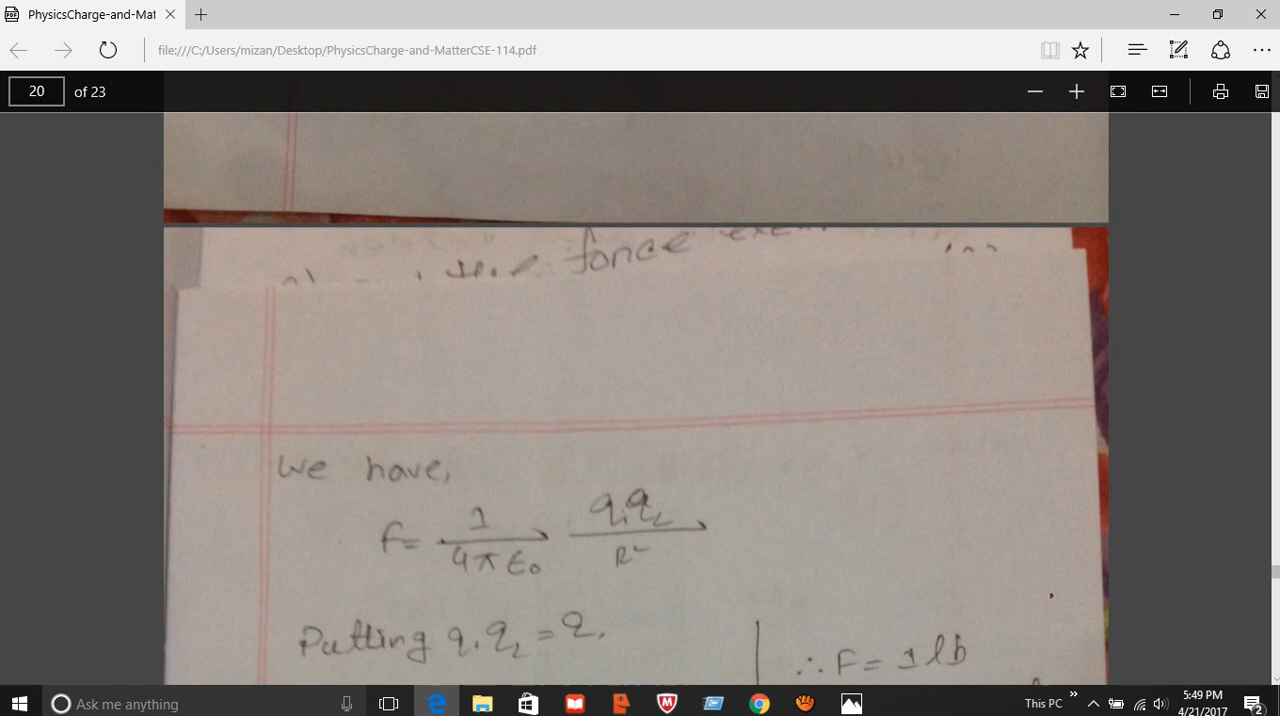 PhysicsCharge-and-Mat
file:///C:/Users/mizan/Desktop/PhysicsCharge-and-MatterCSE-114.pdf
20 of 23
force
We have,
F= 1/4πϵ₀ q₁q₂/R²
Putting q₁q₂ = q.
∴F = 1 lb
Ask me anything
This PC
5:49 PM
4/21/2017
2